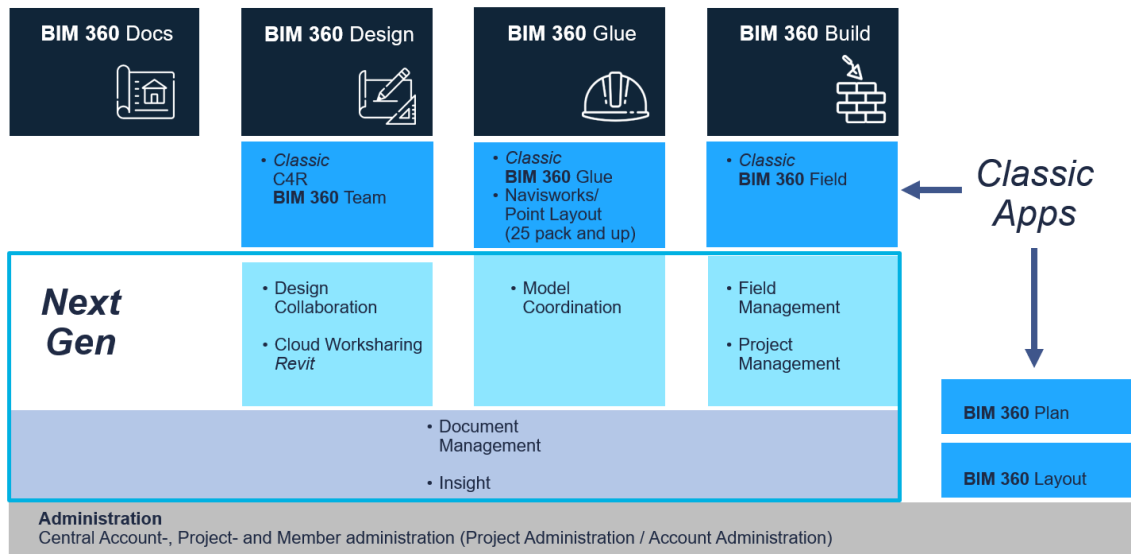 BIM 360 Docs
BIM 360 Design
BIM 360 Glue
BIM 360 Build
• Classic
C4R
BIM 360 Team
• Classic
BIM 360 Glue
• Navisworks/
Point Layout
(25 pack and up)
• Classic
BIM 360 Field
Classic
Apps
Next
Gen
• Design
Collaboration
• Cloud Worksharing
Revit
• Model
Coordination
• Field
Management
• Project
Management
BIM 360 Plan
BIM 360 Layout
• Document
Management
• Insight
Administration
Central Account-, Project- and Member administration (Project Administration / Account Administration)